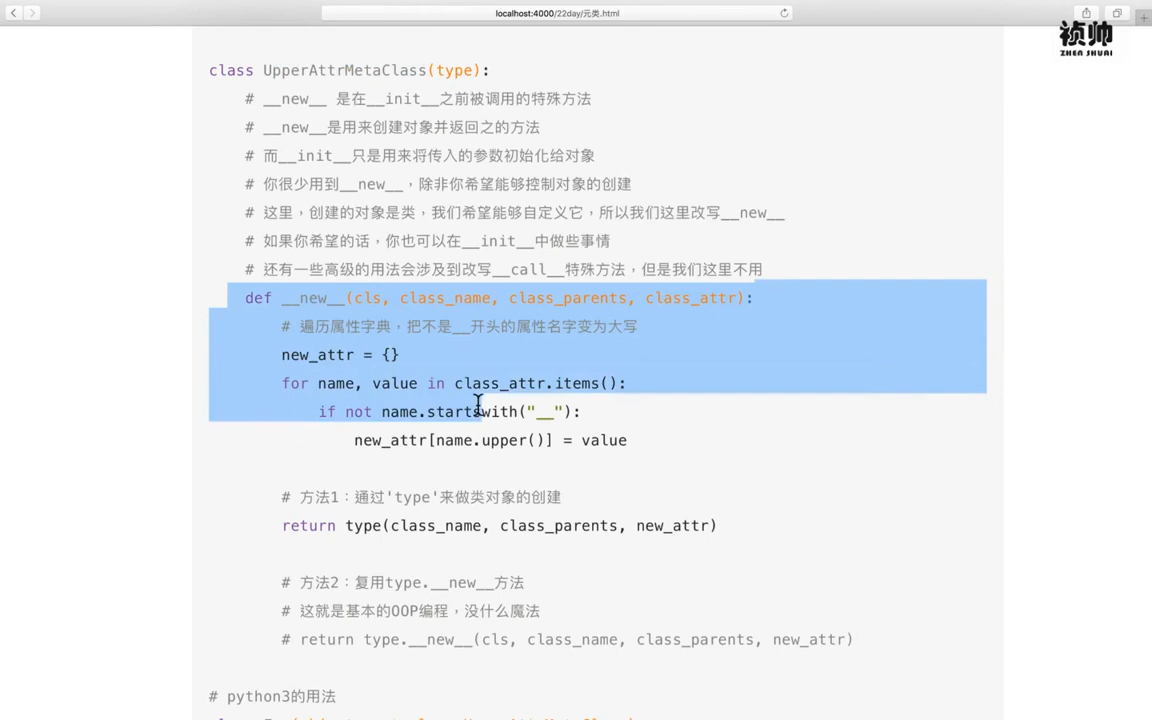 localhost:4000/22day/元类.html
祯帅
ZHEN SHUAI
class UpperAttrMetaClass(type):
# __new__ 是在__init__之前被调用的特殊方法
# __new__是用来创建对象并返回之的方法
# 而__init__只是用来将传入的参数初始化给对象
# 你很少用到__new__，除非你希望能够控制对象的创建
# 这里，创建的对象是类，我们希望能够自定义它，所以我们这里改写__new__
# 如果你希望的话，你也可以在__init__中做些事情
# 还有一些高级的用法会涉及到改写__call__特殊方法，但是我们这里不用
def __new__(cls, class_name, class_parents, class_attr):
# 遍历属性字典，把不是__开头的属性名字变为大写
new_attr = {}
for name, value in class_attr.items():
if not name.startswith("__"):
new_attr[name.upper()] = value
# 方法1：通过'type'来做类对象的创建
return type(class_name, class_parents, new_attr)
# 方法2：复用type.__new__方法
# 这就是基本的OOP编程，没什么魔法
# return type.__new__(cls, class_name, class_parents, new_attr)
# python3的用法